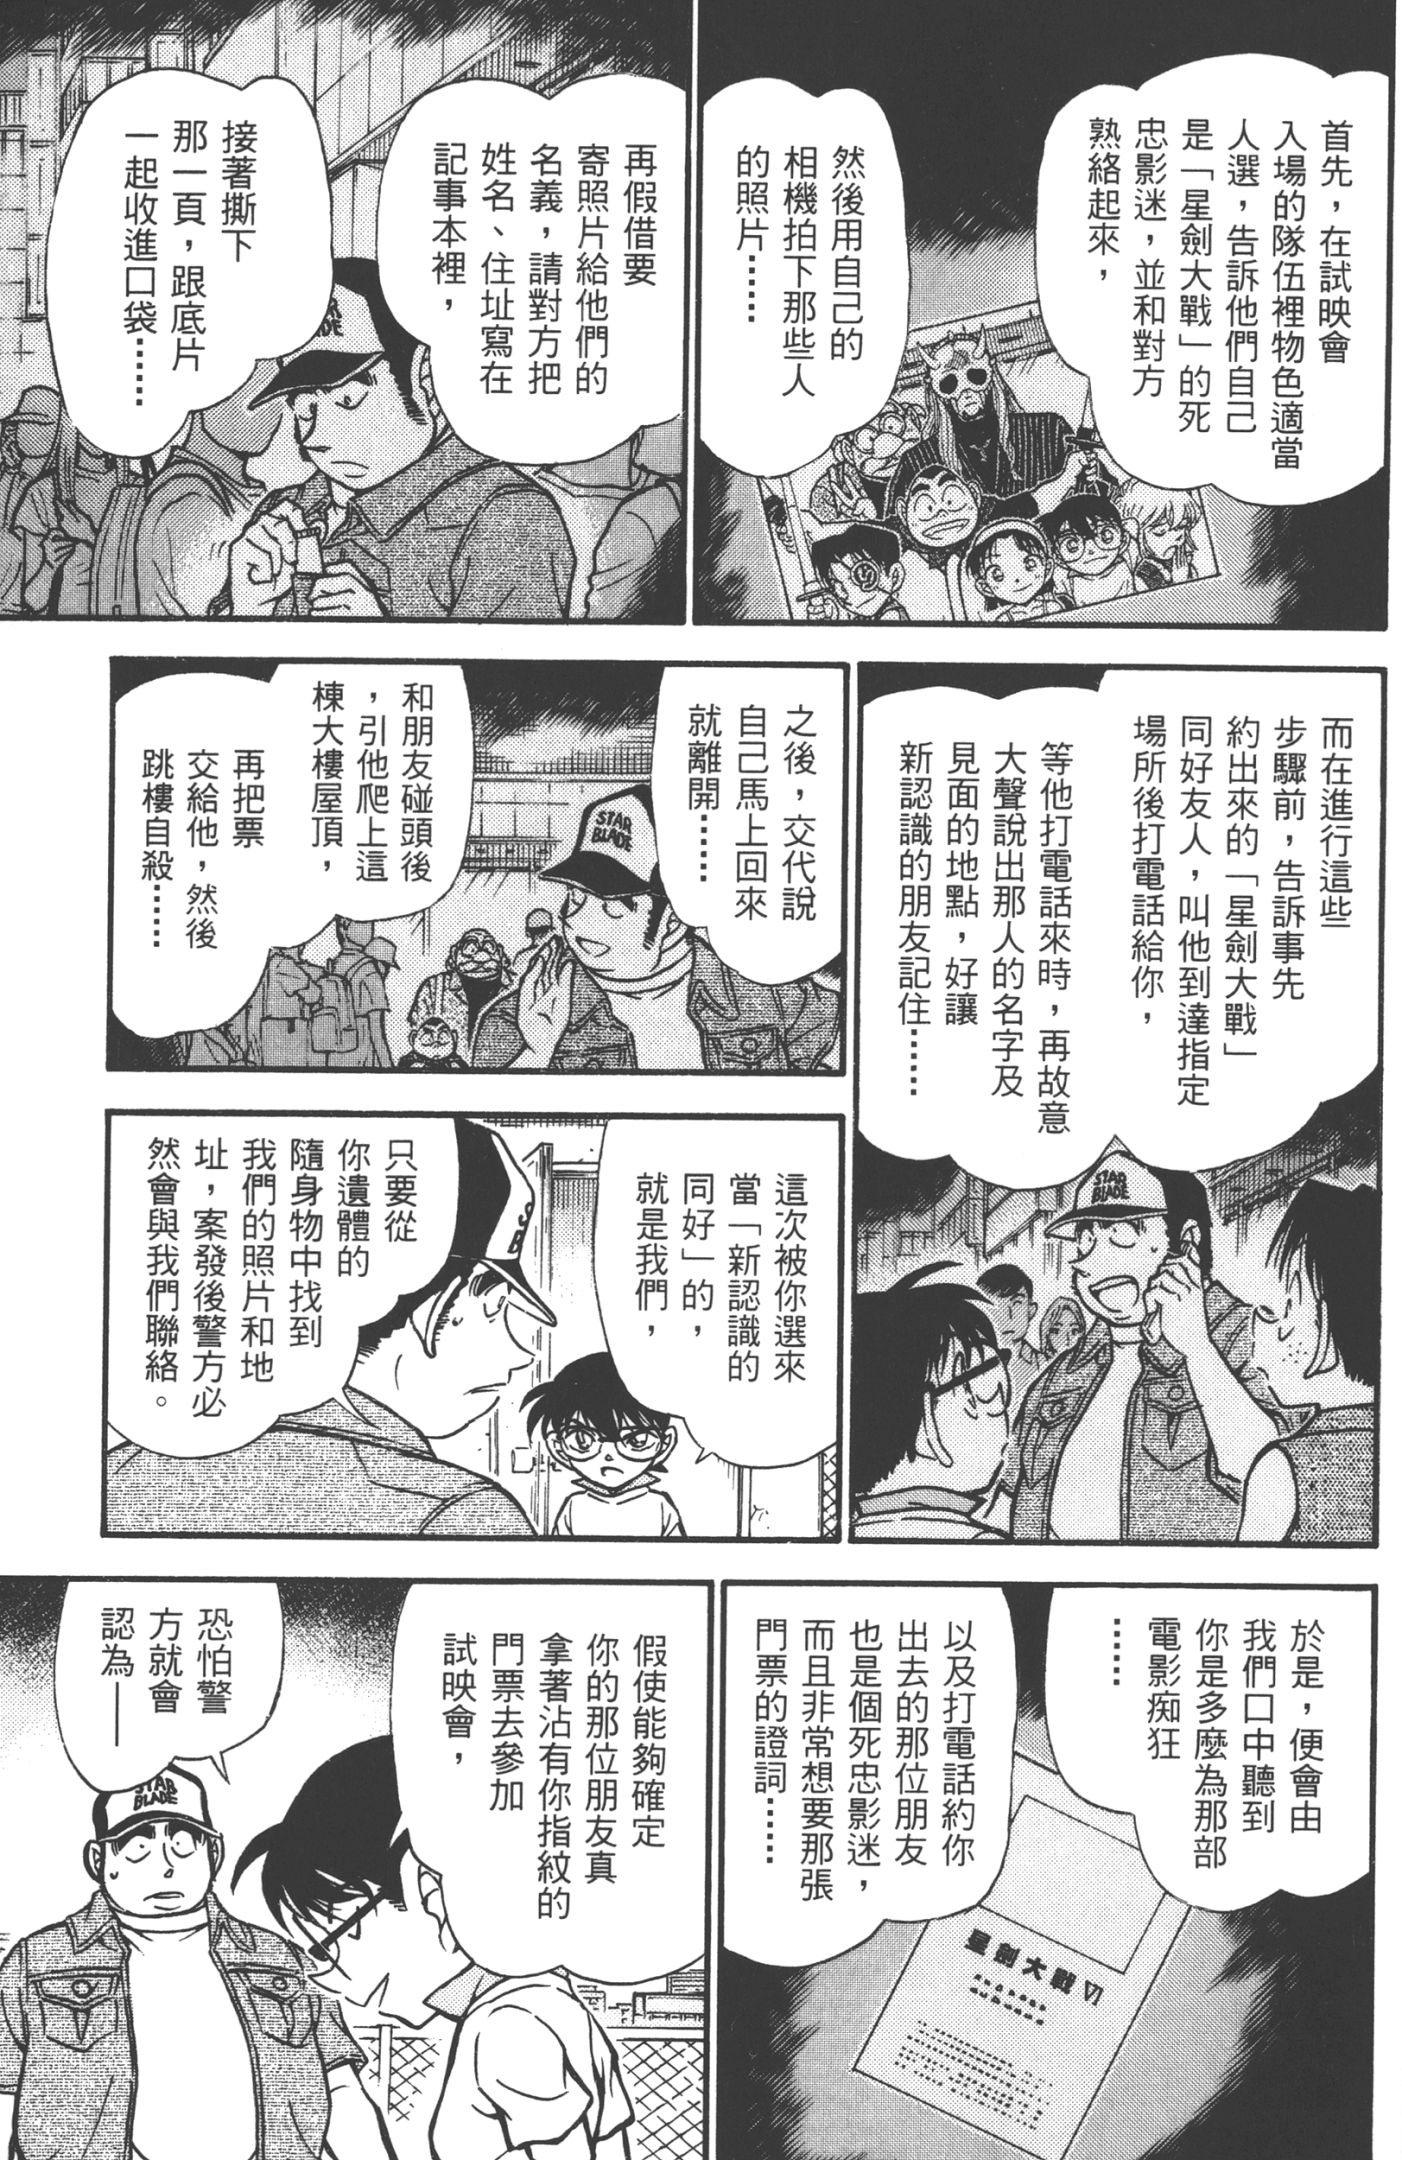 首先，在試映會
入場的隊伍裡物色適當
人選，告訴他們自己
是「星劍大戰」的死
忠影迷，並和對方
熟絡起來，
然後用自己的
相機拍下那些人
的照片……
再假借要
寄照片給他們的
名義，請對方把
姓名、住址寫在
記事本裡，
接著撕下
那一頁，跟底片
一起收進口袋……
STAR
BLADE
而在進行這些
步驟前，告訴事先
約出來的「星劍大戰」
同好友人，叫他到達指定
場所後打電話給你，
等他打電話來時，再故意
大聲說出那人的名字及
見面的地點，好讓
新認識的朋友記住……
STAR
BLADE
之後，交代說
自己馬上回來
就離開……
STAR
BLADE
和朋友碰頭後
，引他爬上這
棟大樓屋頂，
再把票
交給他，然後
跳樓自殺……
這次被你選來
當「新認識的
同好」的，
就是我們，
只要從
你遺體的
隨身物中找到
我們的照片和地
址，案發後警方必
然會與我們聯絡。
於是，便會由
我們口中聽到
你是多麼為那部
電影痴狂
……
以及打電話約你
出去的那位朋友
也是個死忠影迷，
而且非常想要那張
門票的證詞……
星劍大戰VI
假使能夠確定
你的那位朋友真
拿著沾有你指紋的
門票去參加
試映會，
恐怕警
方就會
認為——
STAR
BLADE